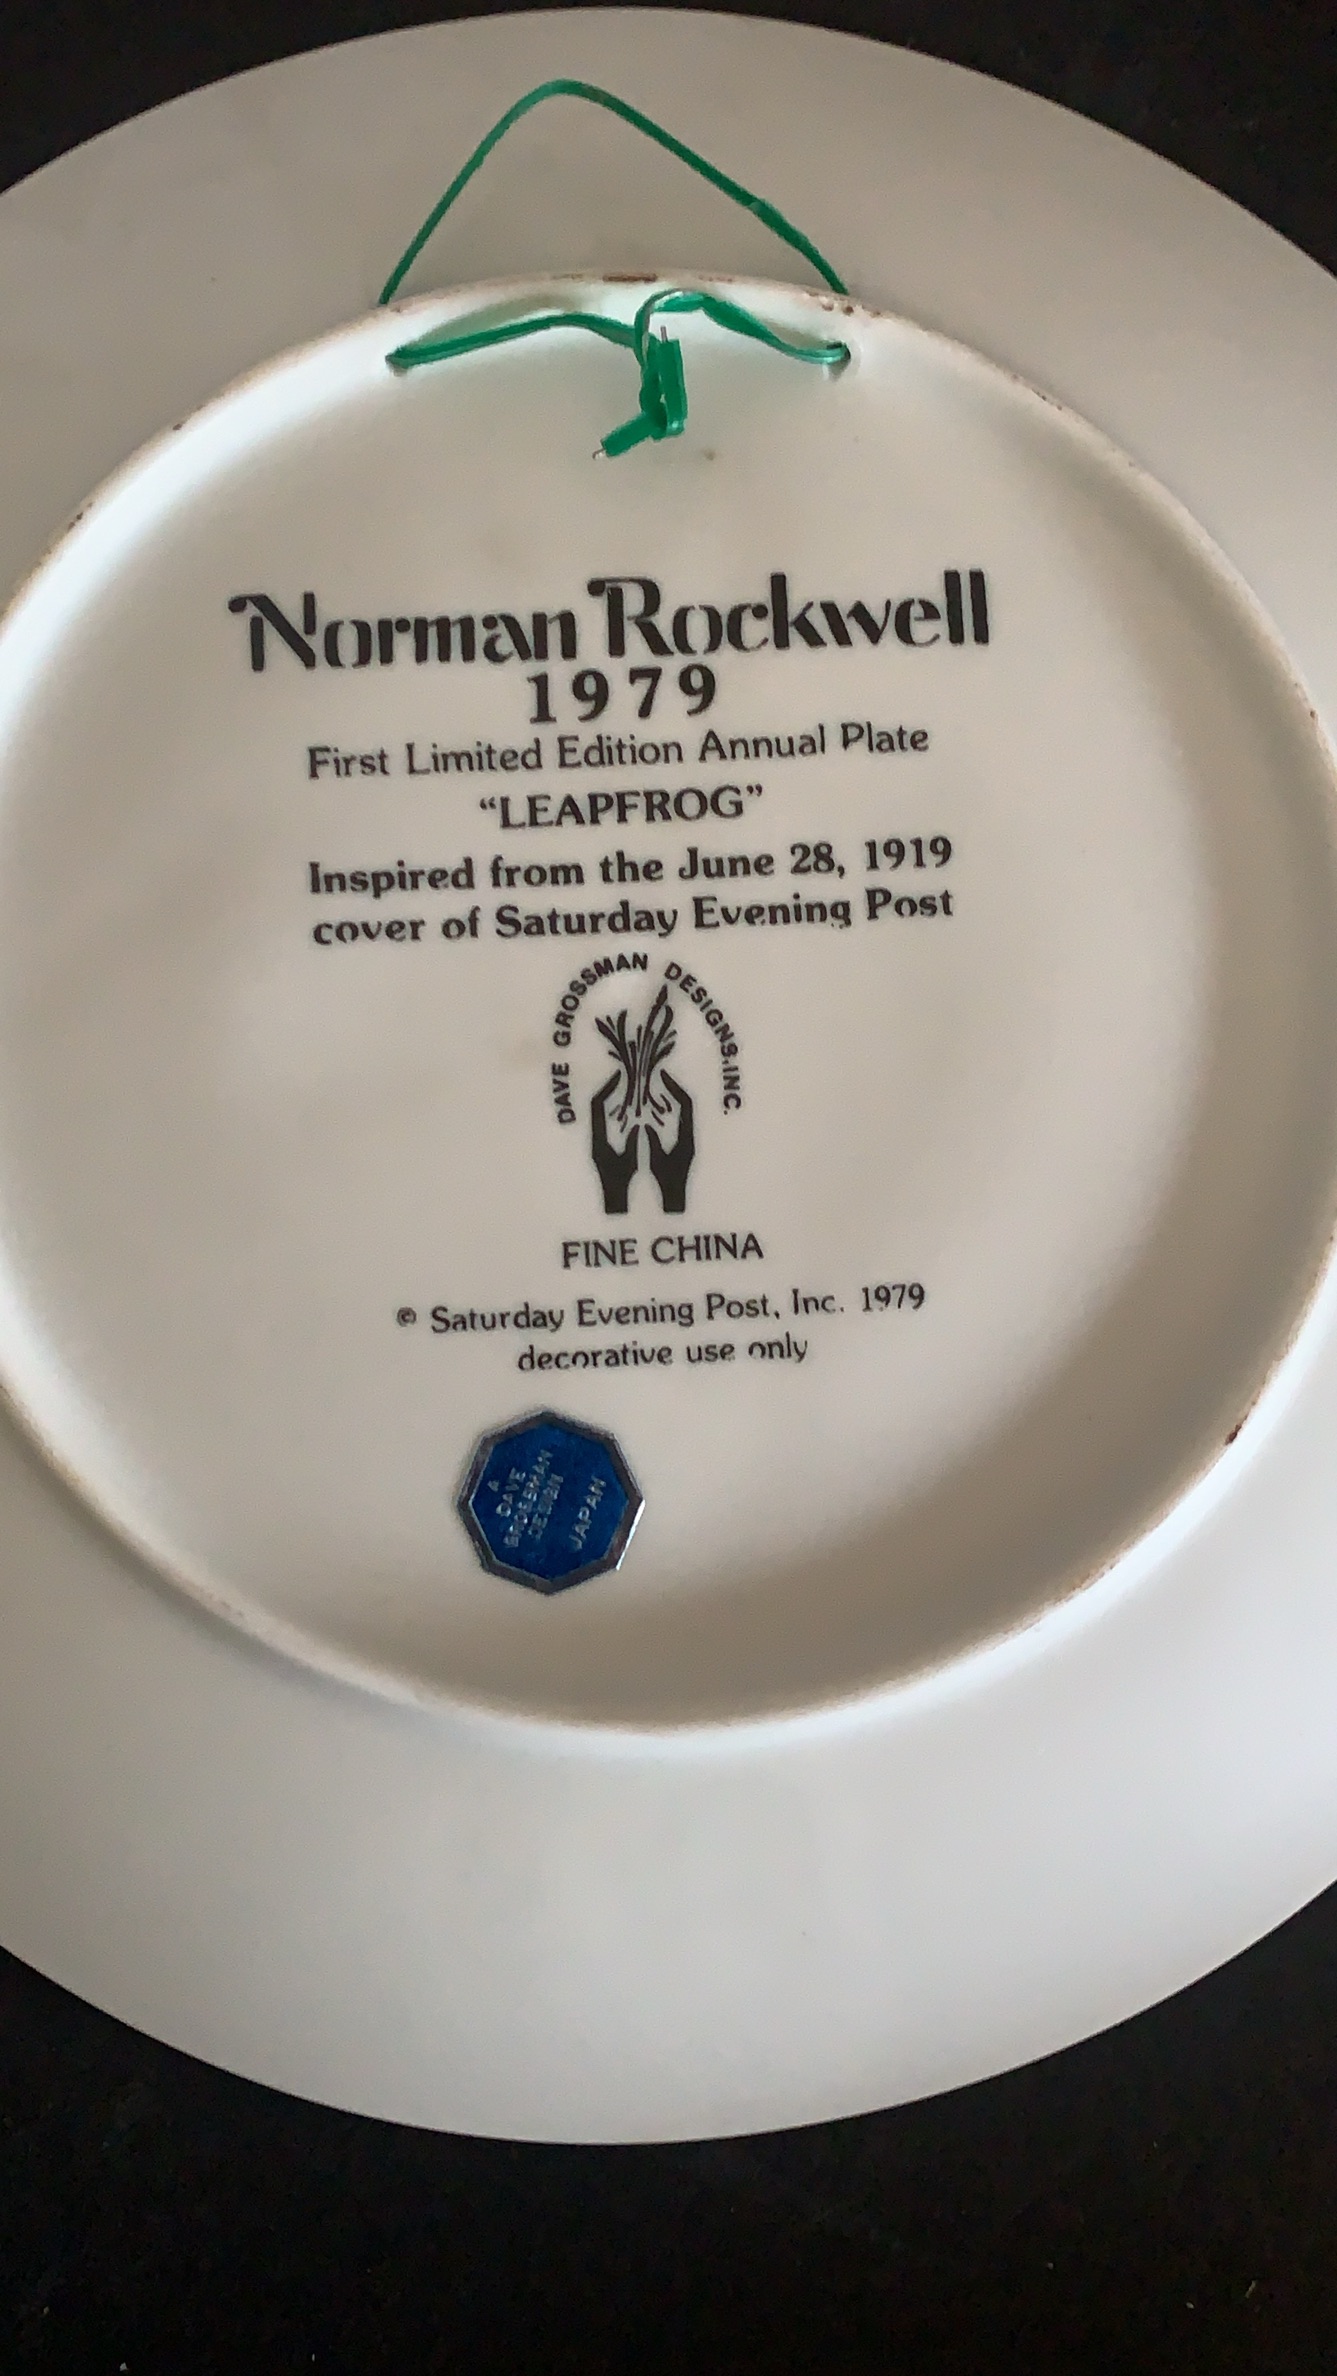 Norman Rockwell
1979
First Limited Edition Annual Plate
“LEAPFROG”
Inspired from the June 28, 1919
cover of Saturday Evening Post
DAVE GROSSMAN DESIGNS, INC.
FINE CHINA
© Saturday Evening Post, Inc. 1979
decorative use only
A
DAVE
GROSSMAN
DESIGN
JAPAN